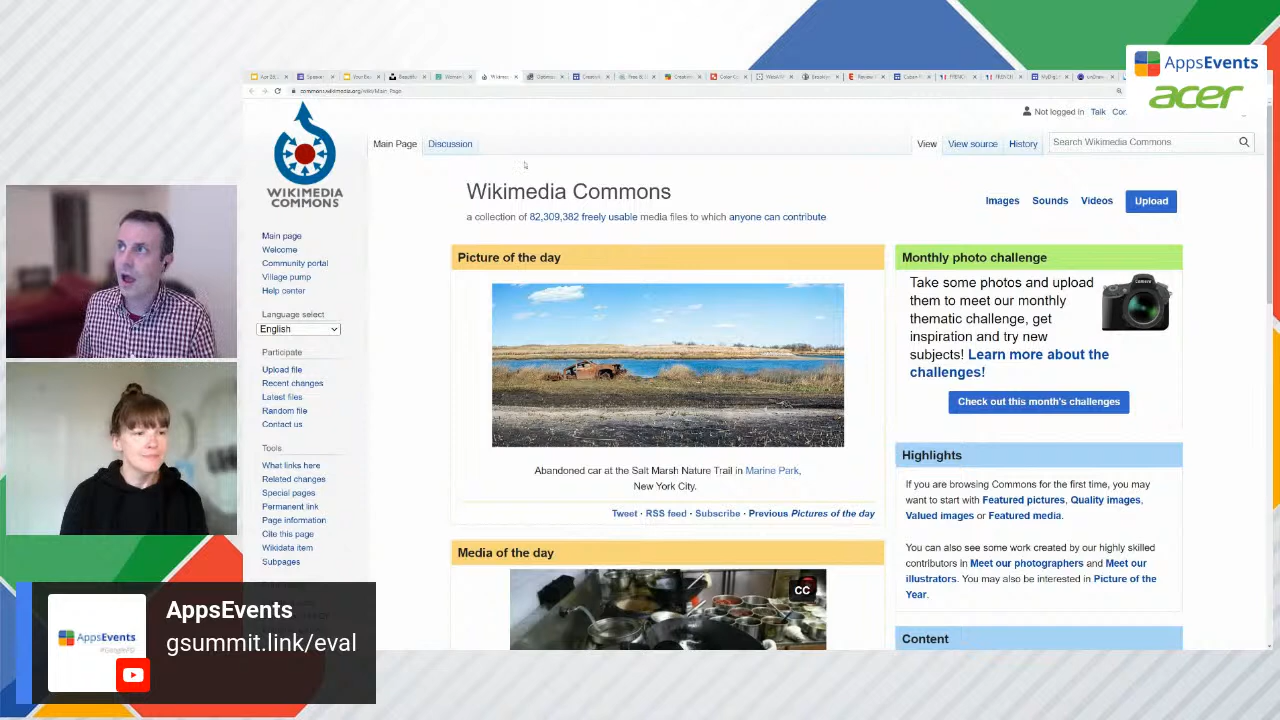 AppsEvents
acer
commons.wikimedia.org/wiki/Main_Page
Not logged in Talk
WIKIMEDIA
COMMONS
Main Page
Discussion
View
View source
History
Search Wikimedia Commons
Wikimedia Commons
a collection of 82,309,382 freely usable media files to which anyone can contribute
Images
Sounds
Videos
Upload
Main page
Welcome
Community portal
Village pump
Help center
Language select
English
Participate
Upload file
Recent changes
Latest files
Random file
Contact us
Tools
What links here
Related changes
Special pages
Permanent link
Page information
Cite this page
Wikidata item
Subpages
Picture of the day
Abandoned car at the Salt Marsh Nature Trail in Marine Park,
New York City.
Tweet · RSS feed · Subscribe · Previous Pictures of the day
Media of the day
CC
Monthly photo challenge
Take some photos and upload
them to meet our monthly
thematic challenge, get
inspiration and try new
subjects! Learn more about the
challenges!
Check out this month's challenges
Highlights
If you are browsing Commons for the first time, you may
want to start with Featured pictures, Quality images,
Valued images or Featured media.
You can also see some work created by our highly skilled
contributors in Meet our photographers and Meet our
illustrators. You may also be interested in Picture of the
Year.
Content
AppsEvents
AppsEvents
gsummit.link/eval